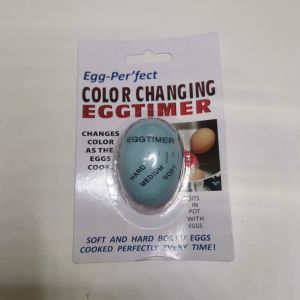 Egg-Per'fect
COLOR CHANGING
EGGTIMER
CHANGES
COLOR
AS THE
EGGS
COOK
EGGTIMER
HARD
MEDIUM
SOFT
SITS
IN
POT
WITH
EGGS
SOFT AND HARD BOILED EGGS
COOKED PERFECTLY EVERY TIME!